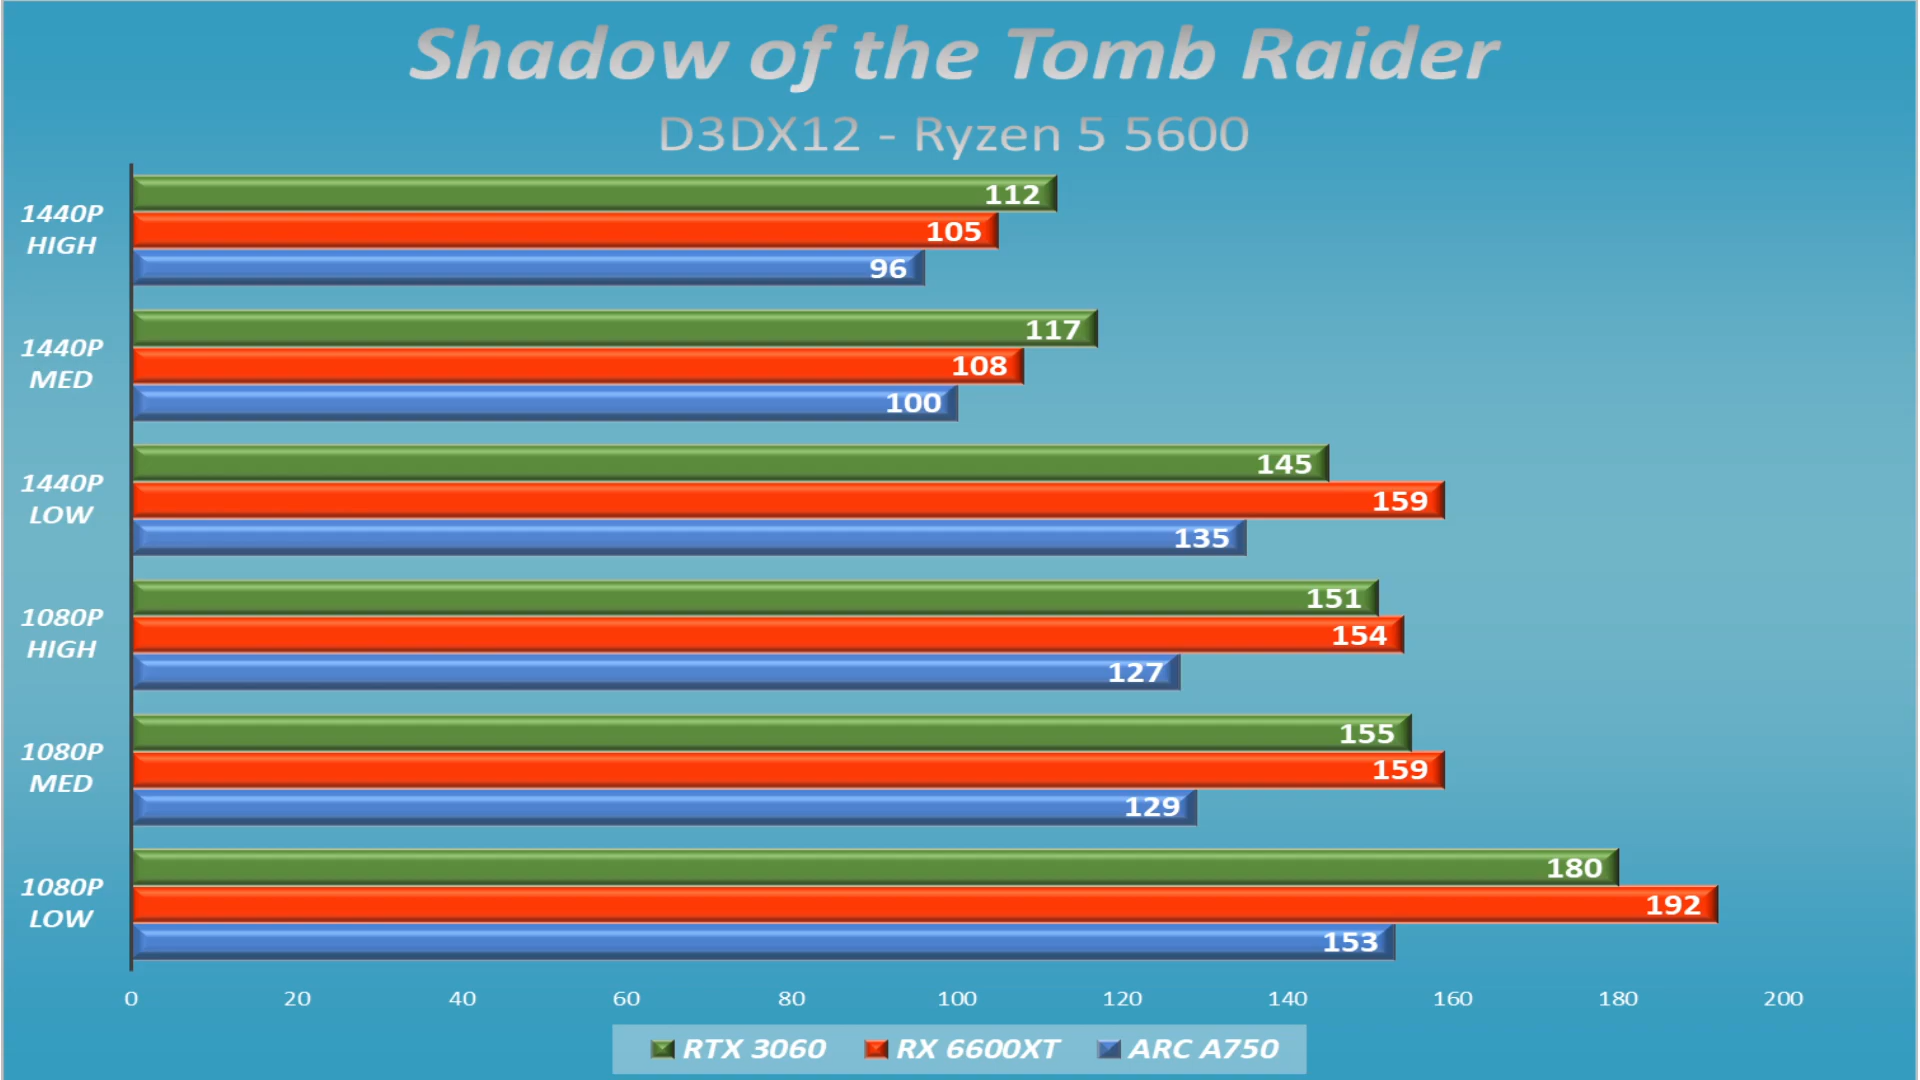 Shadow of the Tomb Raider
D3DX12 - Ryzen 5 5600
1440P
HIGH
112
105
96
1440P
MED
117
108
100
1440P
LOW
145
159
135
1080P
HIGH
151
154
127
1080P
MED
155
159
129
1080P
LOW
180
192
153
0 20 40 60 80 100 120 140 160 180 200
RTX 3060 RX 6600XT ARC A750